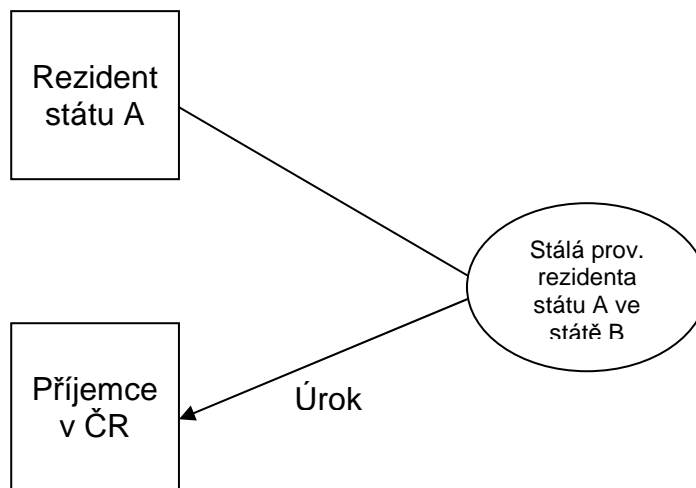 Rezident
státu A
Stálá prov.
rezidenta
státu A ve
státě B
Příjemce
v ČR
Úrok